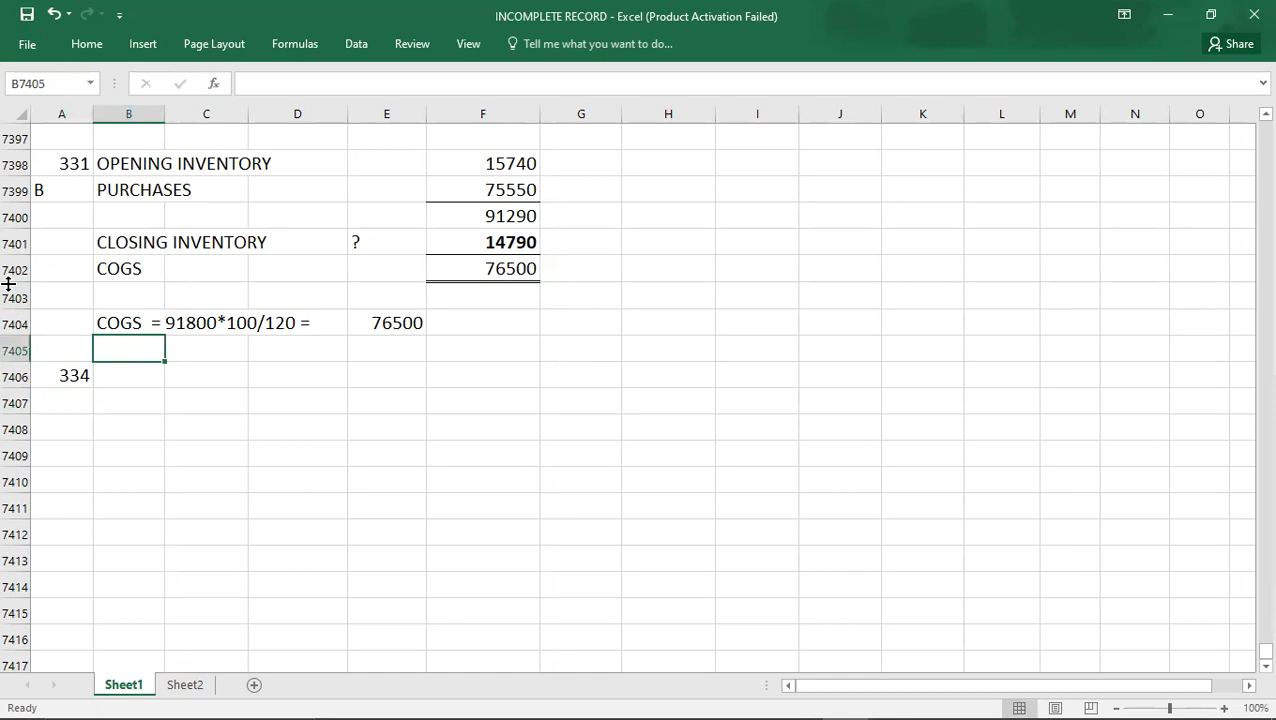 INCOMPLETE RECORD - Excel (Product Activation Failed)
File Home Insert Page Layout Formulas Data Review View Tell me what you want to do... Share
B7405 fx
A B C D E F G H I J K L M N O
7397
7398 331 OPENING INVENTORY 15740
7399 B PURCHASES 75550
7400 91290
7401 CLOSING INVENTORY ? 14790
7402 COGS 76500
7403
7404 COGS = 91800*100/120 = 76500
7405
7406 334
7407
7408
7409
7410
7411
7412
7413
7414
7415
7416
7417
Sheet1 Sheet2
Ready 100%